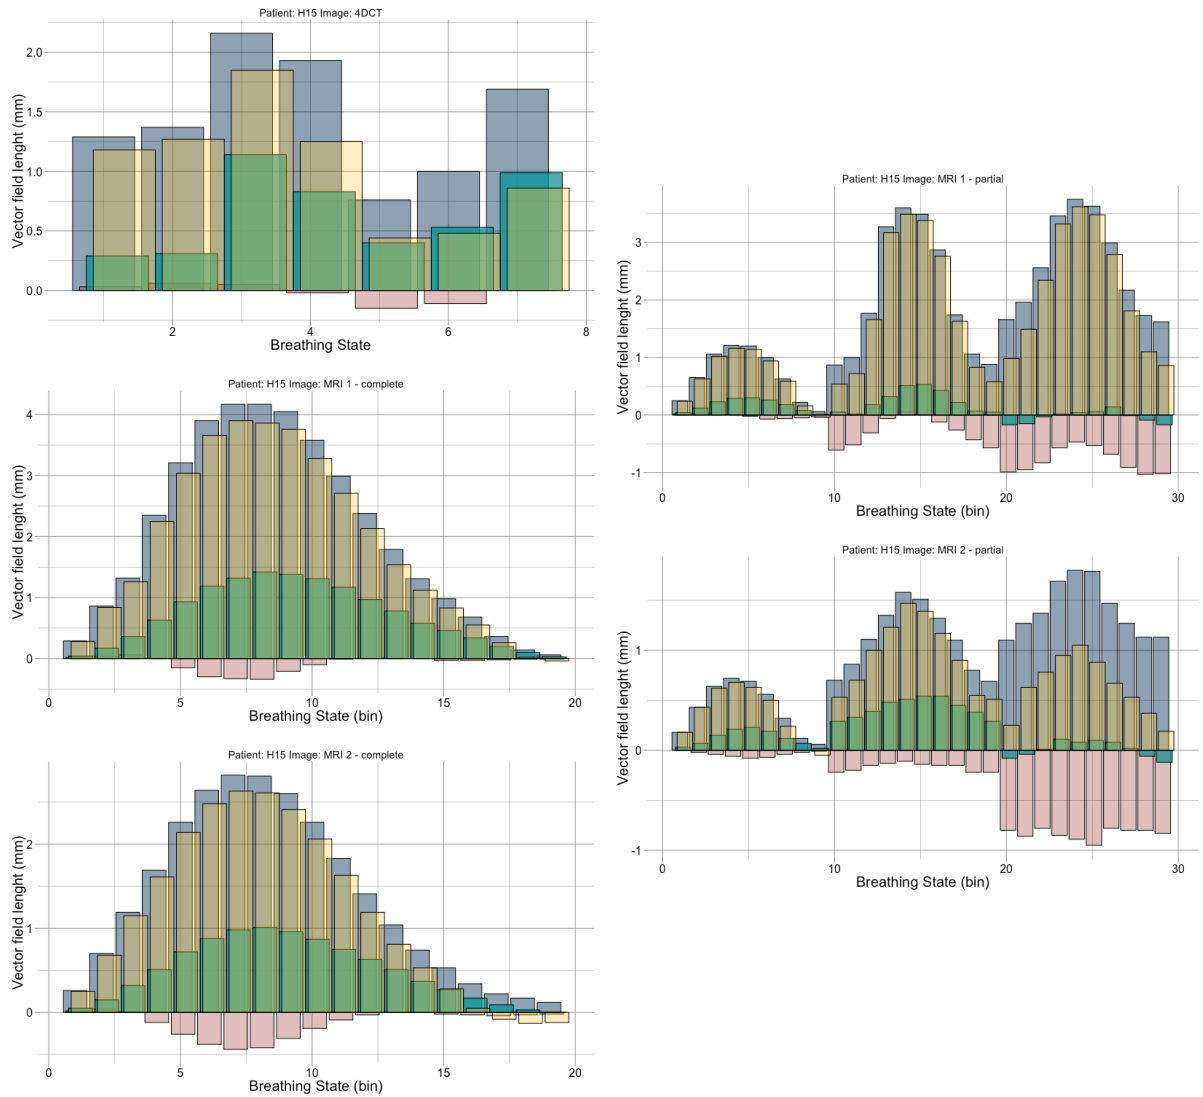 Patient: H15 Image: 4DCT
Vector field lenght (mm)
2.0
1.5
1.0
0.5
0.0
2 4 6 8
Breathing State
Patient: H15 Image: MRI 1 - complete
Vector field lenght (mm)
4
3
2
1
0
0 5 10 15 20
Breathing State (bin)
Patient: H15 Image: MRI 2 - complete
Vector field lenght (mm)
2
1
0
0 5 10 15 20
Breathing State (bin)
Patient: H15 Image: MRI 1 - partial
Vector field lenght (mm)
3
2
1
0
-1
0 10 20 30
Breathing State (bin)
Patient: H15 Image: MRI 2 - partial
Vector field lenght (mm)
1
0
-1
0 10 20 30
Breathing State (bin)